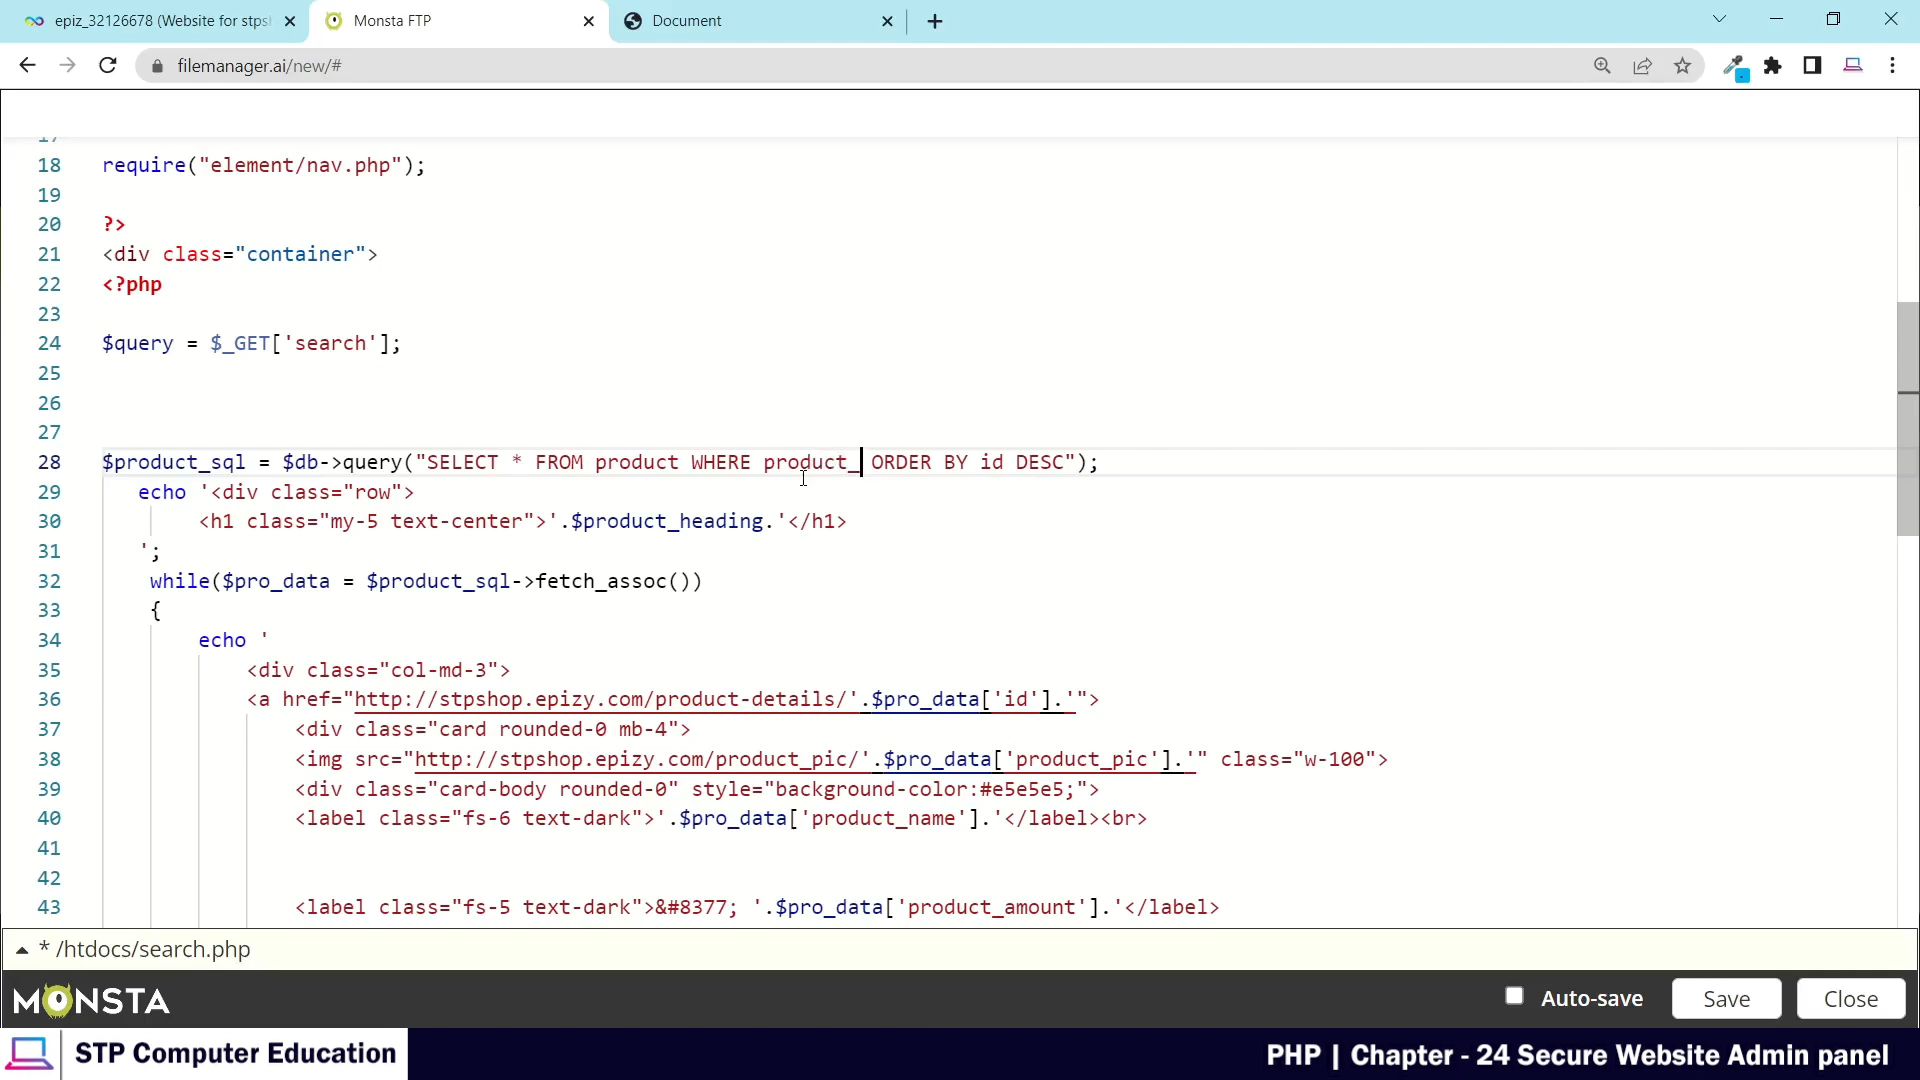 epiz_32126678 (Website for stps
Monsta FTP
Document
filemanager.ai/new/#
17
18 require("element/nav.php");
19
20 ?>
21 <div class="container">
22 <?php
23
24 $query = $_GET['search'];
25
26
27
28 $product_sql = $db->query("SELECT * FROM product WHERE product_ ORDER BY id DESC");
29 echo '<div class="row">
30 <h1 class="my-5 text-center">'.$product_heading.'</h1>
31 ';
32 while($pro_data = $product_sql->fetch_assoc())
33 {
34 echo '
35 <div class="col-md-3">
36 <a href="http://stpshop.epizy.com/product-details/'.$pro_data['id'].'">
37 <div class="card rounded-0 mb-4">
38 <img src="http://stpshop.epizy.com/product_pic/'.$pro_data['product_pic'].'" class="w-100">
39 <div class="card-body rounded-0" style="background-color:#e5e5e5;">
40 <label class="fs-6 text-dark">'.$pro_data['product_name'].'</label><br>
41
42
43 <label class="fs-5 text-dark">&#8377; '.$pro_data['product_amount'].'</label>
* /htdocs/search.php
MONSTA
Auto-save
Save
Close
STP Computer Education
PHP | Chapter - 24 Secure Website Admin panel